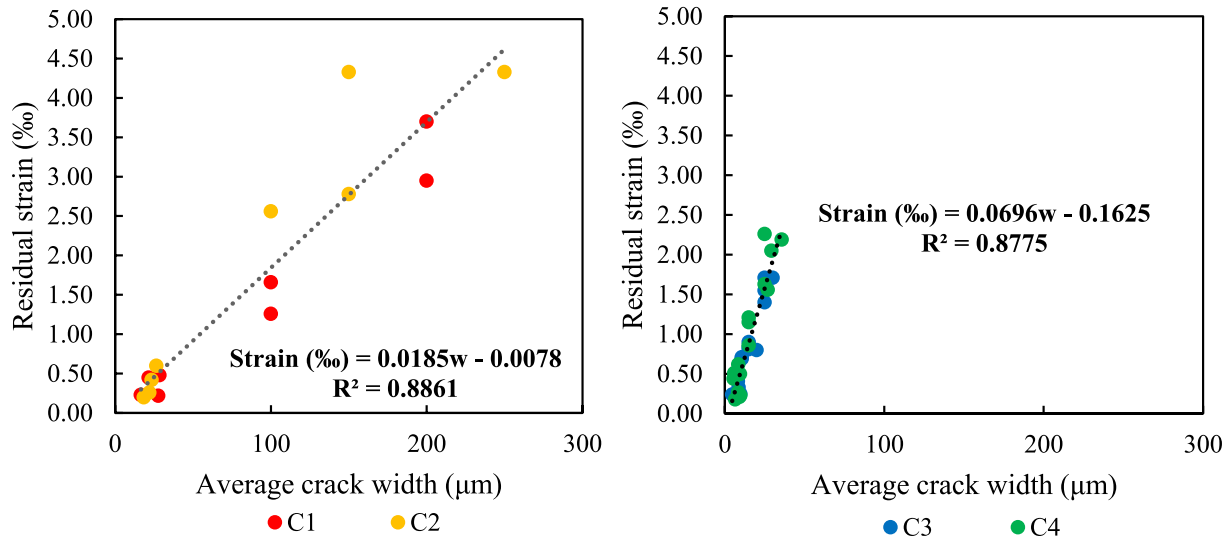 5.00
4.50
4.00
3.50
3.00
2.50
2.00
1.50
1.00
0.50
0.00
Residual strain (‰)
Strain (‰) = 0.0185w - 0.0078
R² = 0.8861
0
100
200
300
Average crack width (μm)
C1
C2
5.00
4.50
4.00
3.50
3.00
2.50
2.00
1.50
1.00
0.50
0.00
Residual strain (‰)
Strain (‰) = 0.0696w - 0.1625
R² = 0.8775
0
100
200
300
Average crack width (μm)
C3
C4